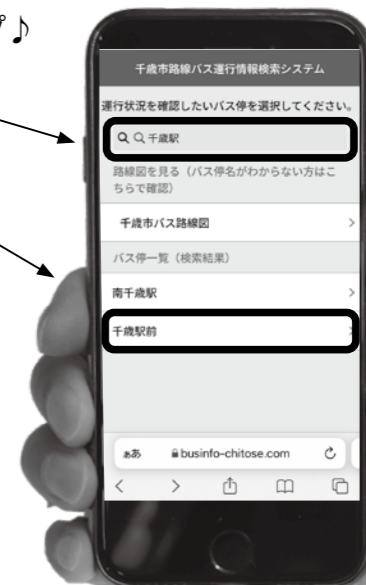 プ♪
千歳市路線バス運行情報検索システム
運行状況を確認したいバス停を選択してください。
千歳駅
路線図を見る（バス停名がわからない方はこ
ちらで確認）
千歳市バス路線図
バス停一覧（検索結果）
南千歳駅
千歳駅前
ぁあ businfo-chitose.com